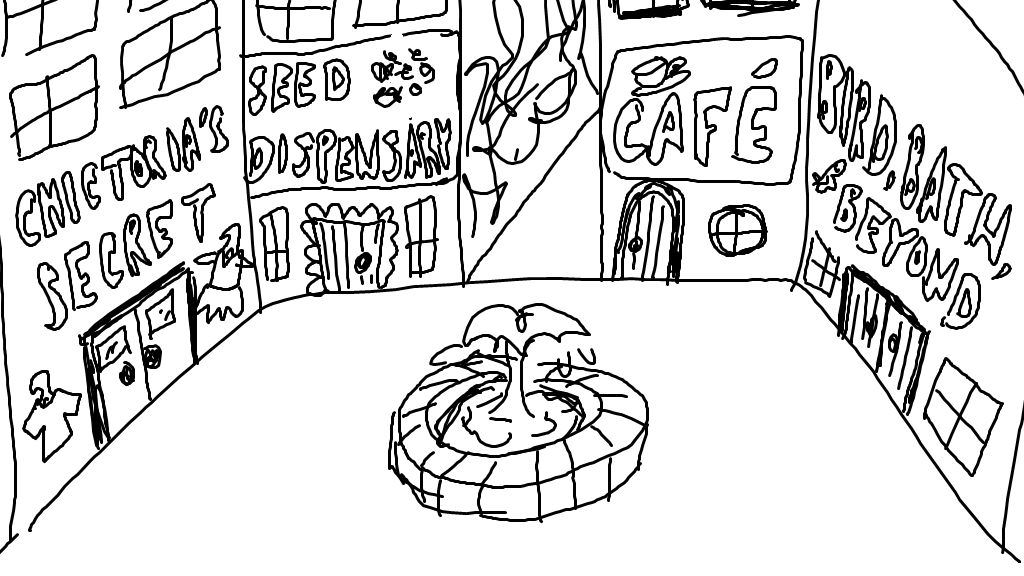 CHICTORIA'S
SECRET
SEED
DISPENSARY
CAFÉ
BIRD, BATH,
& BEYOND